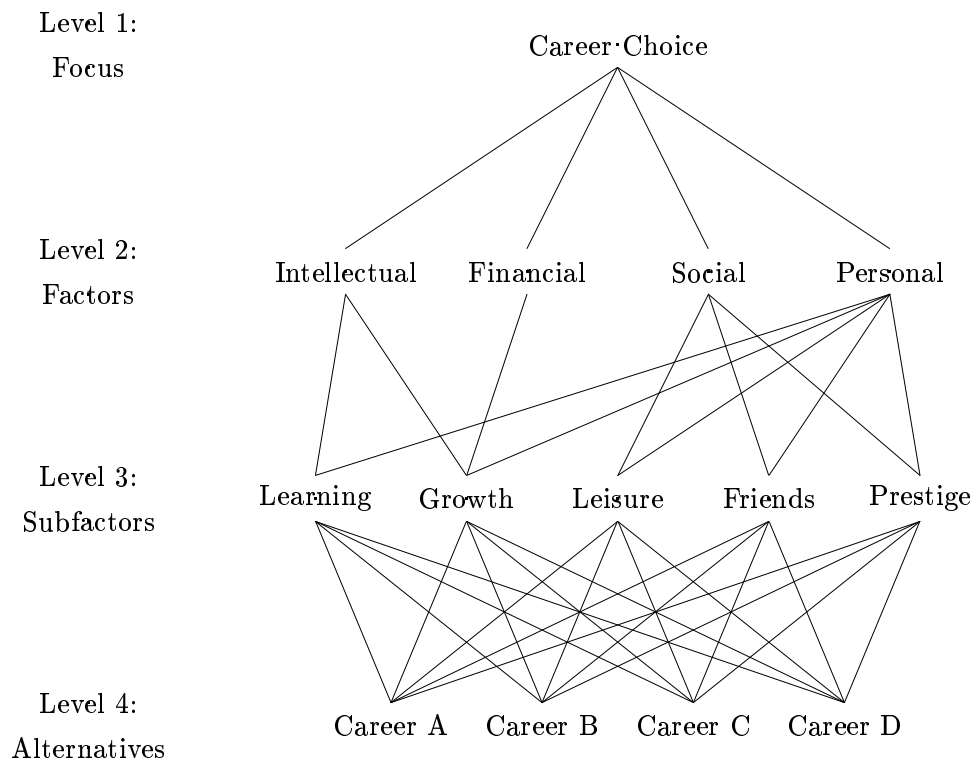 Level 1:
Focus
Career Choice
Level 2:
Factors
Intellectual Financial Social Personal
Level 3:
Subfactors
Learning Growth Leisure Friends Prestige
Level 4:
Alternatives
Career A Career B Career C Career D